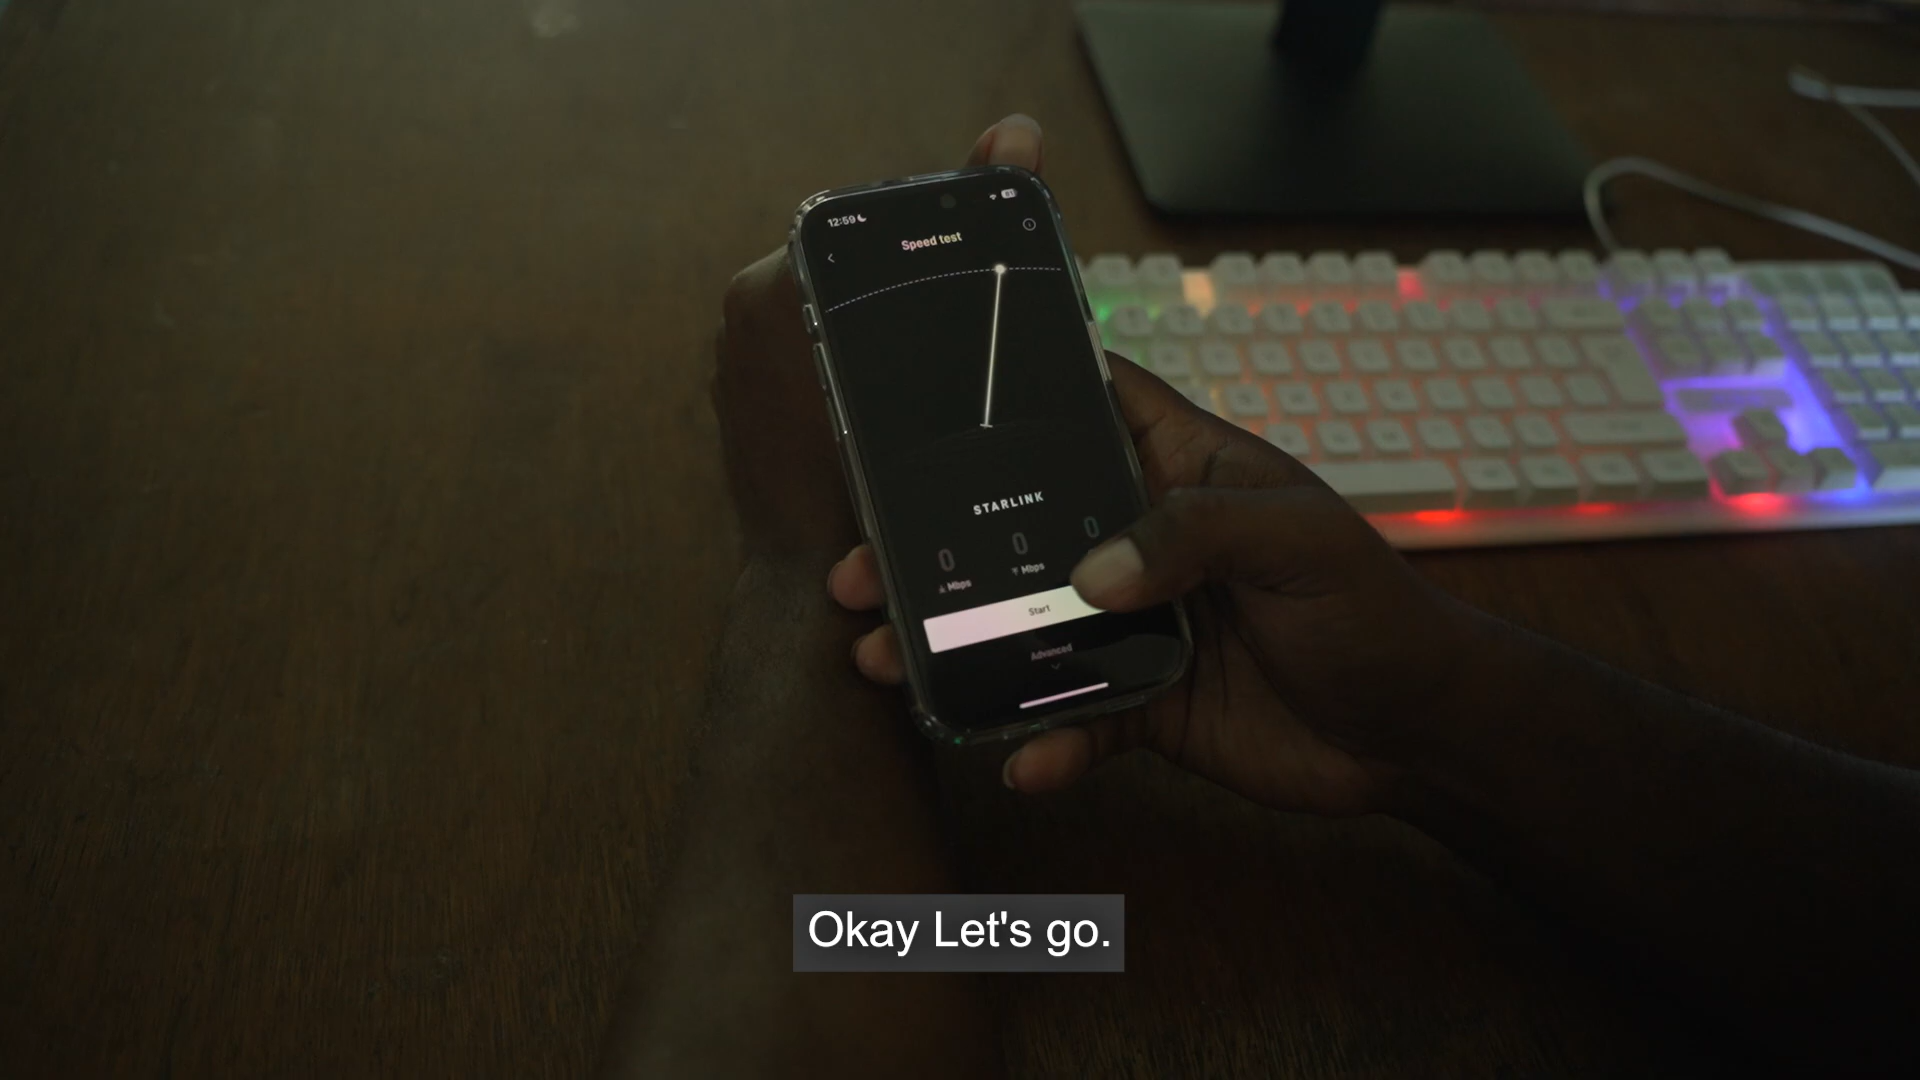 12:59
Speed test
STARLINK
0 0 0
Mbps Mbps
Start
Advanced
Okay Let's go.